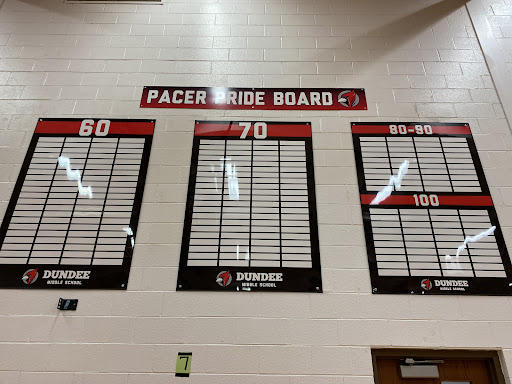 PACER PRIDE BOARD
60
DUNDEE
MIDDLE SCHOOL
70
DUNDEE
MIDDLE SCHOOL
80-90
100
DUNDEE
MIDDLE SCHOOL
7